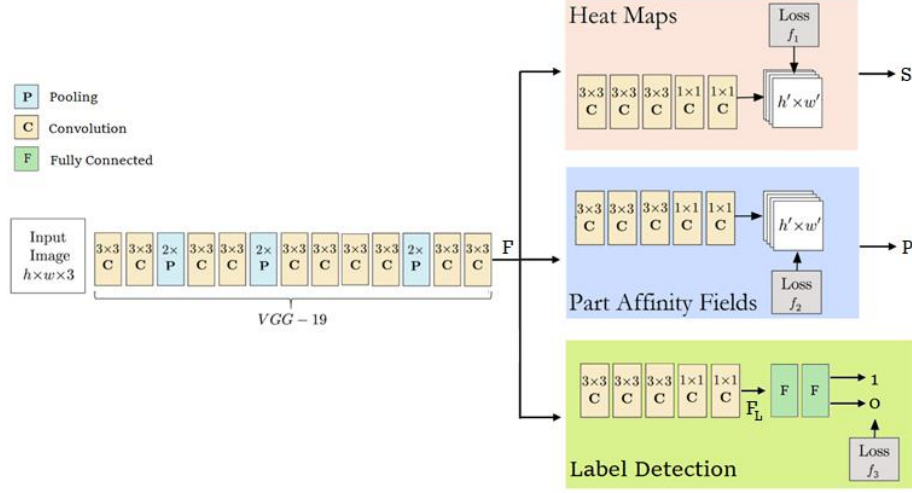 P Pooling
C Convolution
F Fully Connected
Input
Image
h×w×3
3×3 3×3 2× 3×3 3×3 2× 3×3 3×3 3×3 3×3 2× 3×3 3×3
C C P C C P C C C C P C C
VGG − 19
F
Heat Maps
Loss
f₁
3×3 3×3 3×3 1×1 1×1
C C C C C
h′×w′
S
3×3 3×3 3×3 1×1 1×1
C C C C C
h′×w′
P
Loss
f₂
Part Affinity Fields
3×3 3×3 3×3 1×1 1×1
C C C C C
F_L
F F
1
0
Loss
f₃
Label Detection